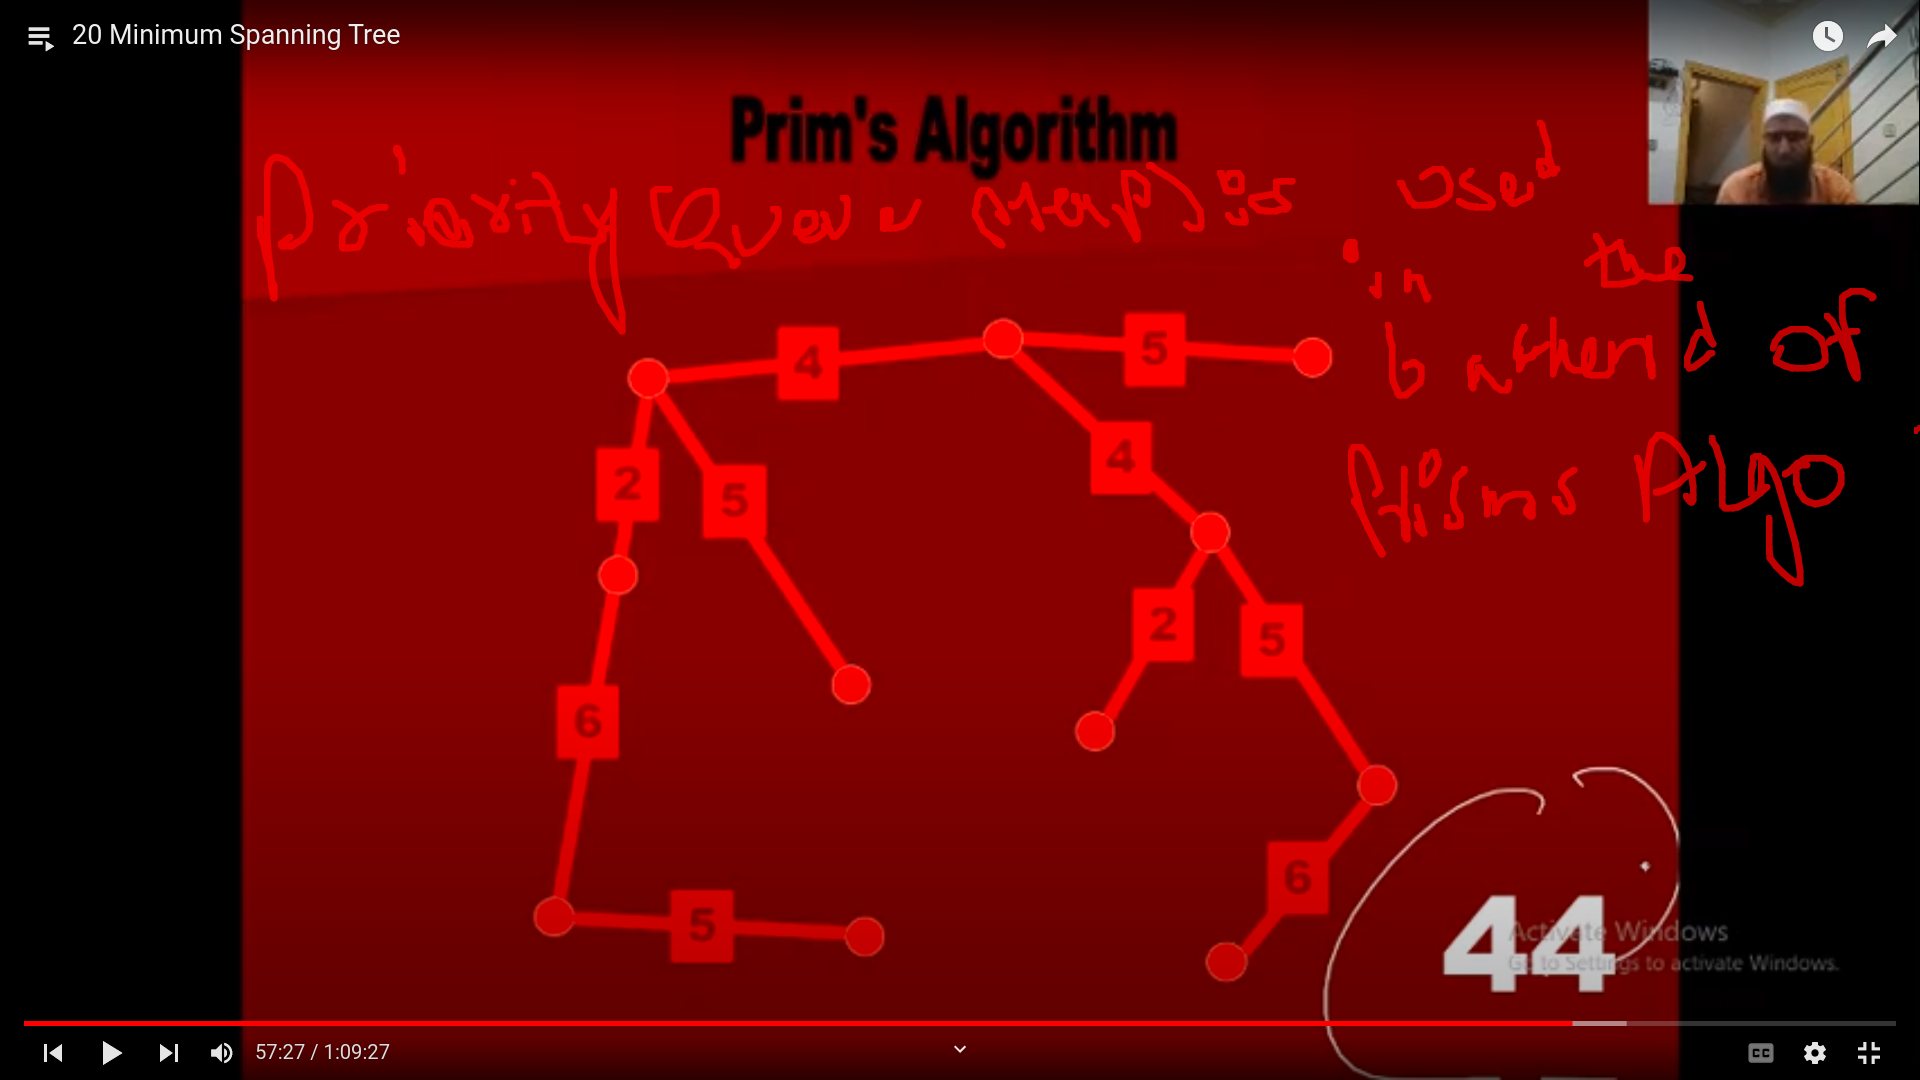 20 Minimum Spanning Tree
Prim's Algorithm
Priority Queue (Heap) is used
in the
of
Prisms Algo
4
5
2
5
4
2
5
6
6
5
44
Activate Windows
Go to Settings to activate Windows.
57:27 / 1:09:27
CC